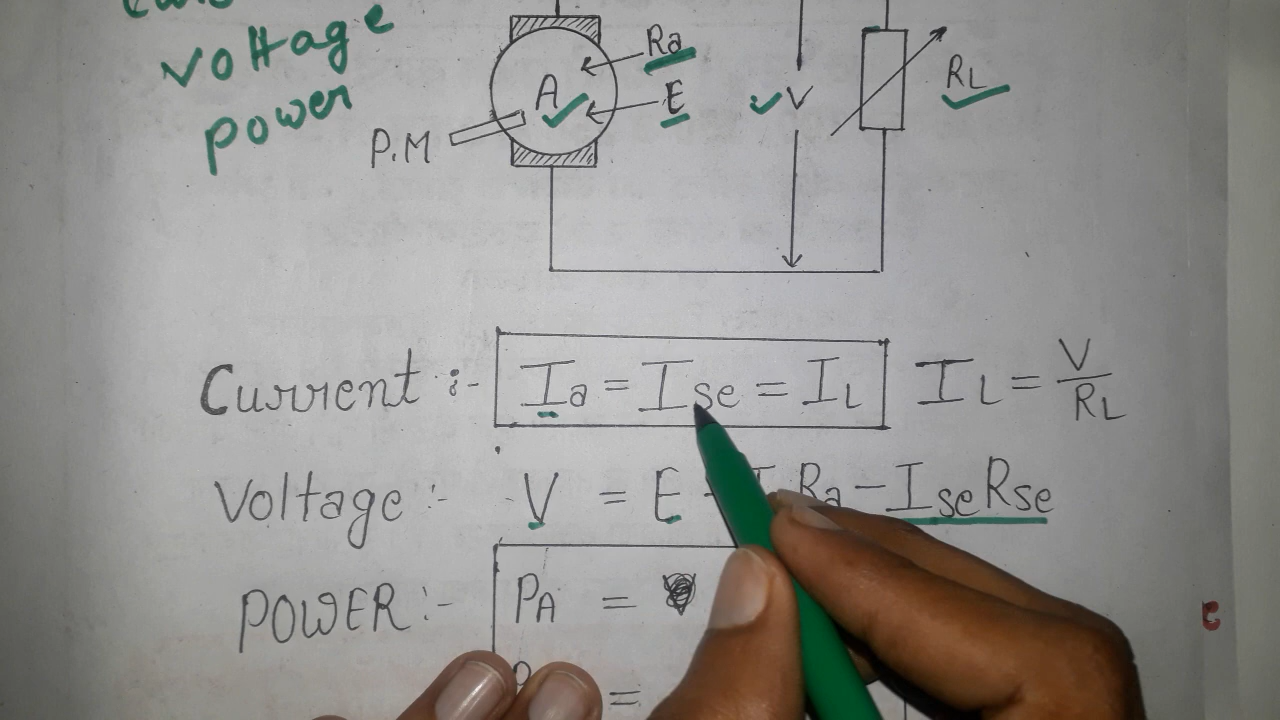 voltage
power
Ra
A
E
V
RL
P.M
Current :- Ia = Ise = IL IL = V/RL
Voltage :- V = E - Ra - IseRse
POWER :- PA =
=